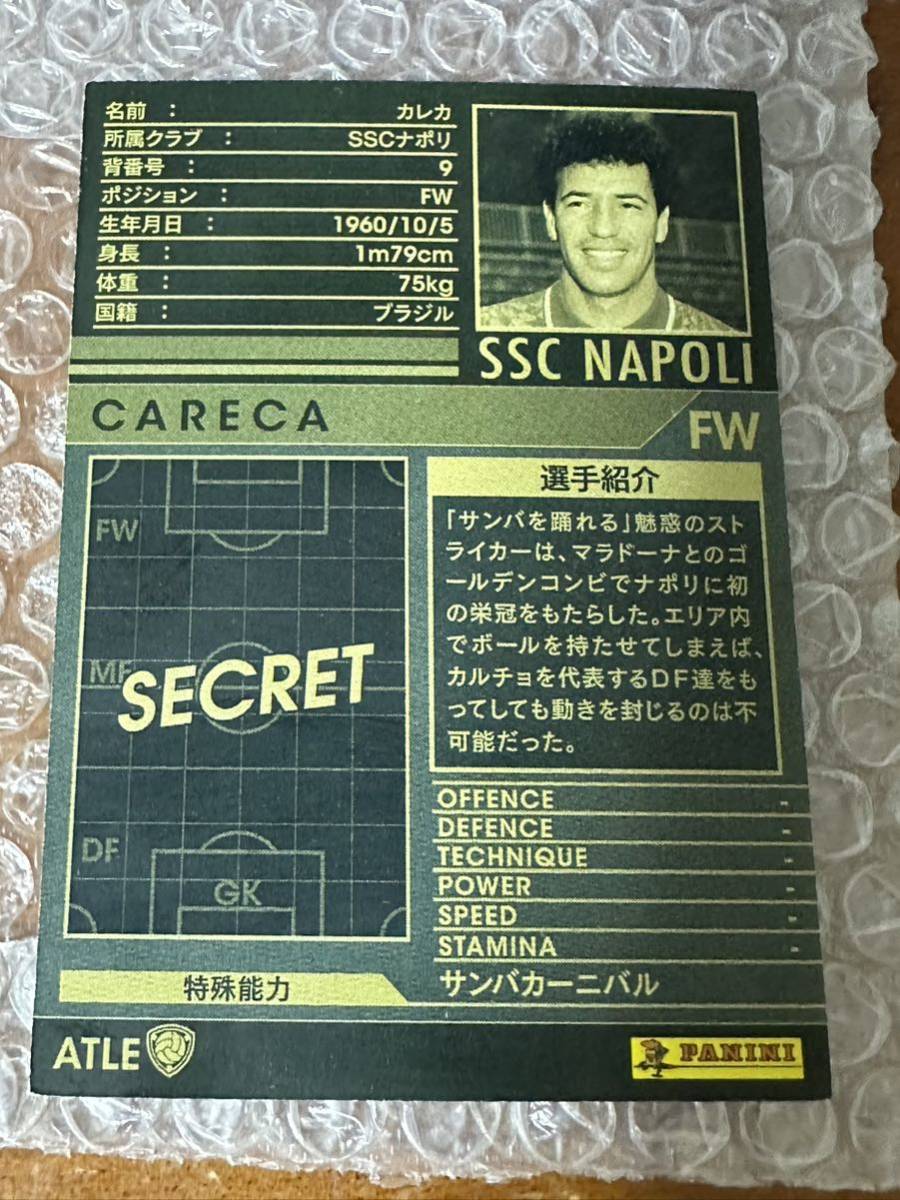 名前 : カレカ
所属クラブ : SSCナポリ
背番号 : 9
ポジション : FW
生年月日 : 1960/10/5
身長 : 1m79cm
体重 : 75kg
国籍 : ブラジル
SSC NAPOLI
CARECA
FW
FW
MF
SECRET
DF
GK
選手紹介
「サンバを踊れる」魅惑のスト
ライカーは、マラドーナとのゴ
ールデンコンビでナポリに初
の栄冠をもたらした。エリア内
でボールを持たせてしまえば、
カルチョを代表するDF達をも
ってしても動きを封じるのは不
可能だった。
OFFENCE -
DEFENCE -
TECHNIQUE -
POWER -
SPEED -
STAMINA -
特殊能力 サンバカーニバル
ATLE
PANINI